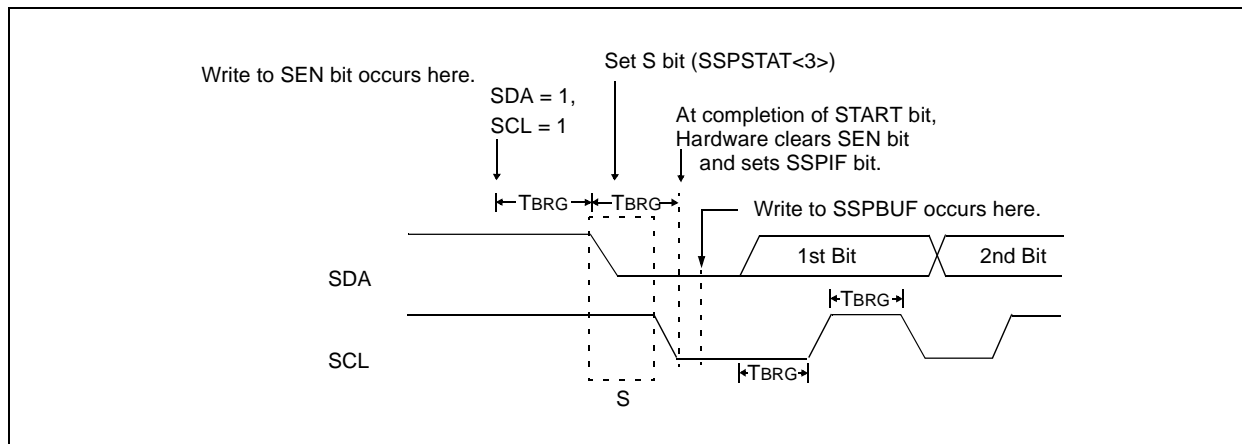 Write to SEN bit occurs here.
Set S bit (SSPSTAT<3>)
SDA = 1,
SCL = 1
At completion of START bit,
Hardware clears SEN bit
and sets SSPIF bit.
TBRG
TBRG
Write to SSPBUF occurs here.
SDA
1st Bit
2nd Bit
TBRG
SCL
TBRG
S